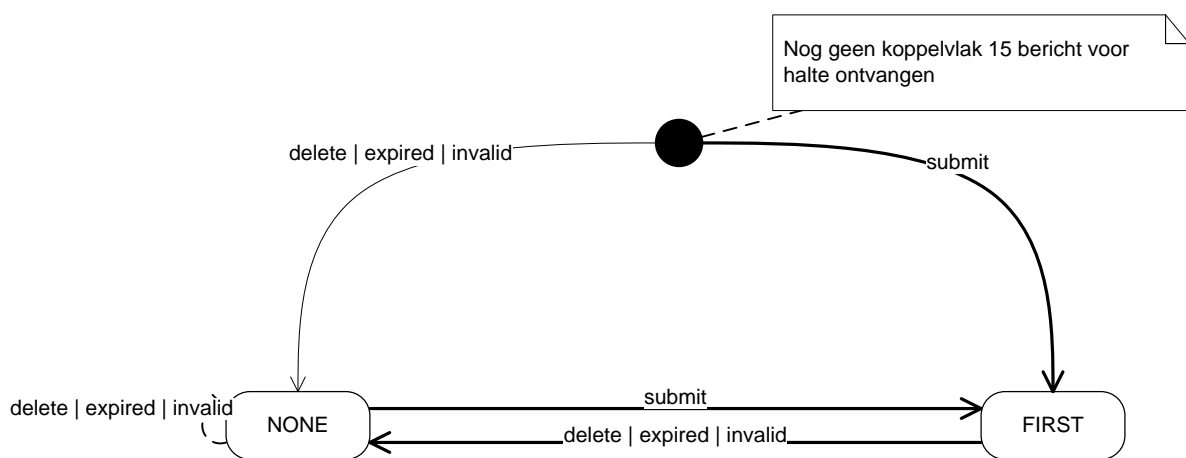 Nog geen koppelvlak 15 bericht voor
halte ontvangen
delete | expired | invalid
submit
delete | expired | invalid
NONE
submit
delete | expired | invalid
FIRST